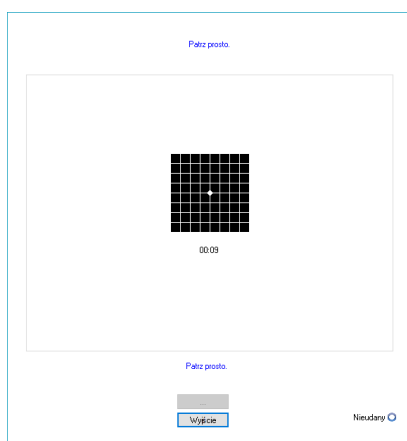 Patrz prosto.
00:09
Patrz prosto.
...
Wyjście
Nieudany